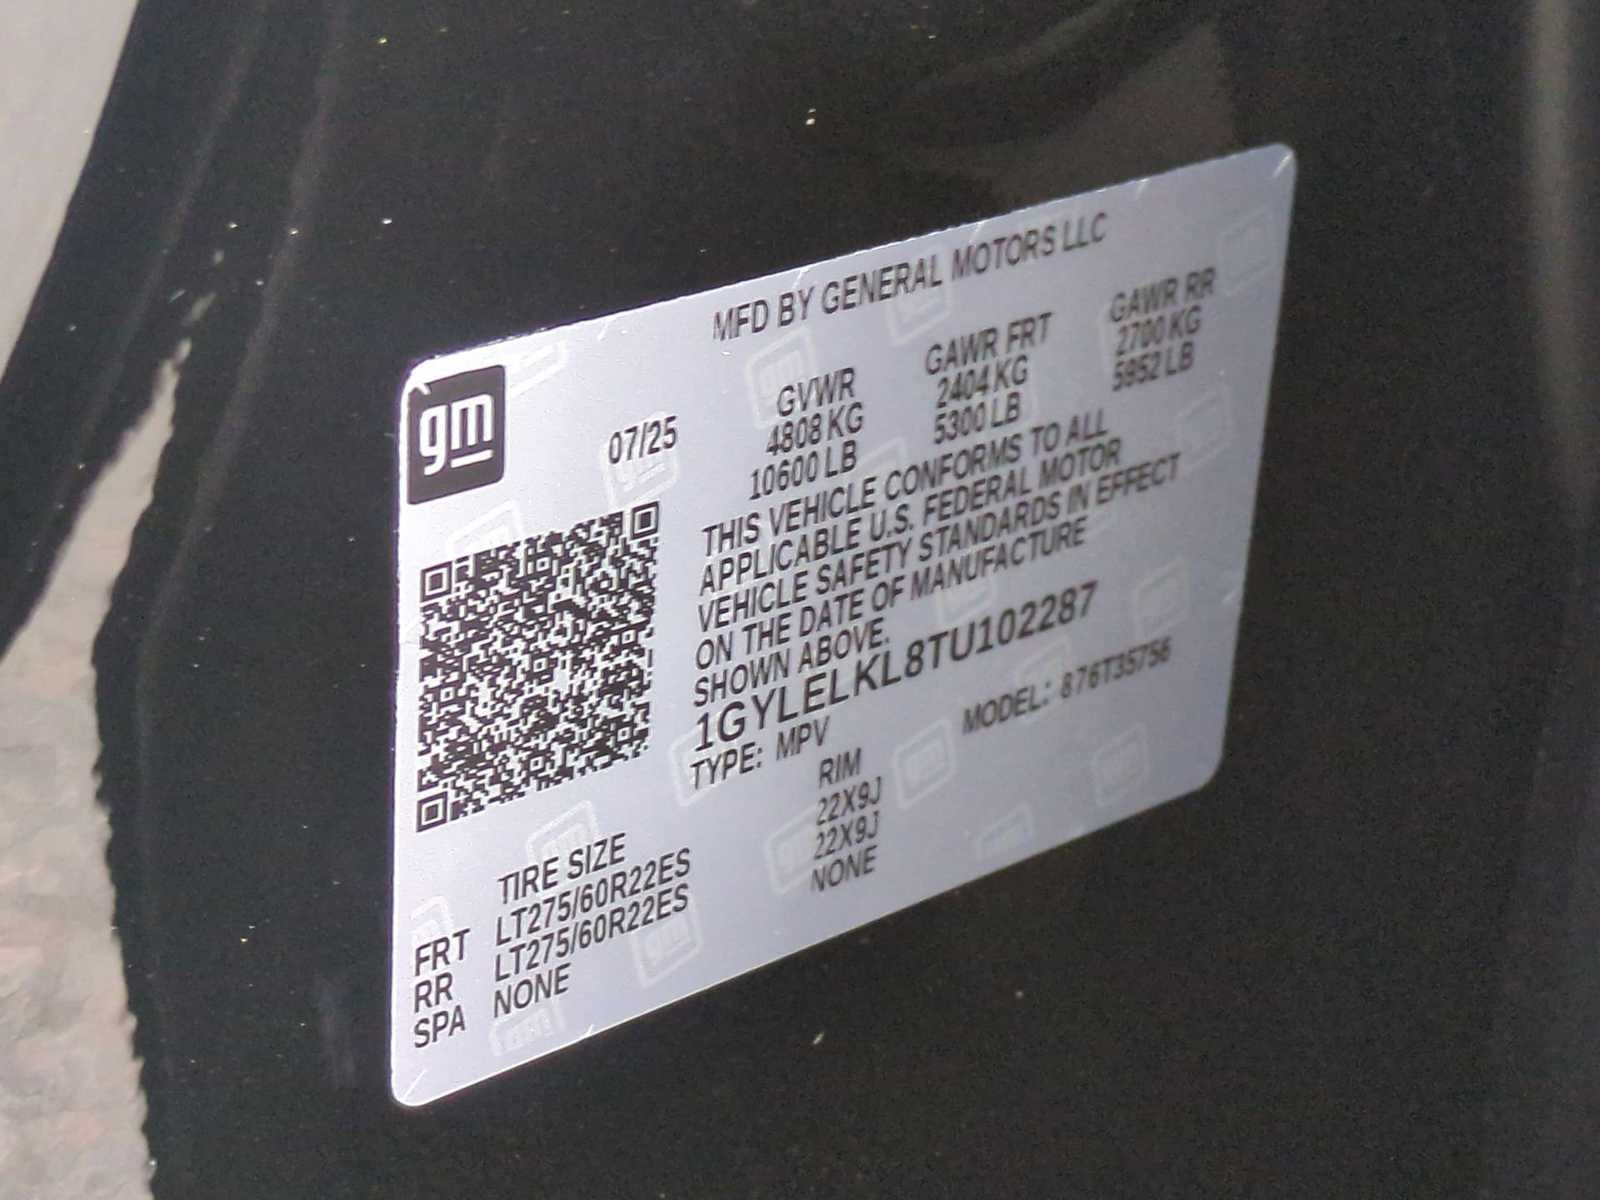 MFD BY GENERAL MOTORS LLC
gm
07/25
GVWR GAWR FRT GAWR RR
4808 KG 2404 KG 2700 KG
10600 LB 5300 LB 5952 LB
THIS VEHICLE CONFORMS TO ALL
APPLICABLE U.S. FEDERAL MOTOR
VEHICLE SAFETY STANDARDS IN EFFECT
ON THE DATE OF MANUFACTURE
SHOWN ABOVE.
1GYLELKL8TU102287
TYPE: MPV MODEL: 876T35756
TIRE SIZE RIM
FRT LT275/60R22ES 22X9J
RR LT275/60R22ES 22X9J
SPA NONE NONE